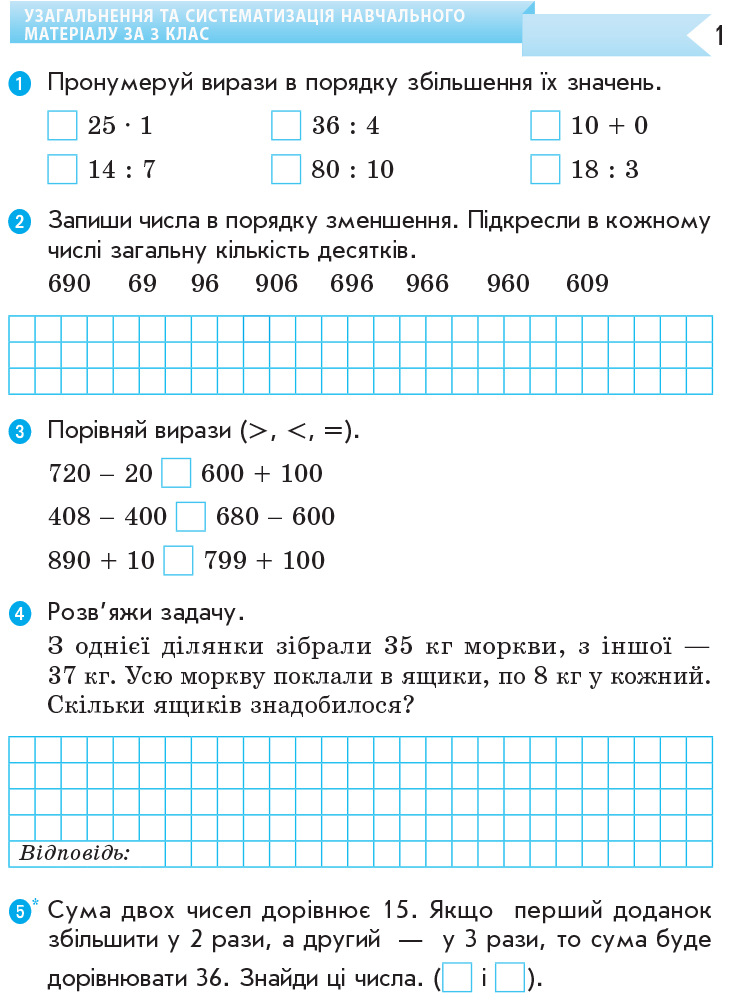 УЗАГАЛЬНЕННЯ ТА СИСТЕМАТИЗАЦІЯ НАВЧАЛЬНОГО
МАТЕРІАЛУ ЗА 3 КЛАС
1
1 Пронумеруй вирази в порядку збільшення їх значень.
25 · 1 36 : 4 10 + 0
14 : 7 80 : 10 18 : 3
2 Запиши числа в порядку зменшення. Підкресли в кожному
числі загальну кількість десятків.
690 69 96 906 696 966 960 609
3 Порівняй вирази (>, <, =).
720 – 20 600 + 100
408 – 400 680 – 600
890 + 10 799 + 100
4 Розв’яжи задачу.
З однієї ділянки зібрали 35 кг моркви, з іншої —
37 кг. Усю моркву поклали в ящики, по 8 кг у кожний.
Скільки ящиків знадобилося?
Відповідь:
5* Сума двох чисел дорівнює 15. Якщо перший доданок
збільшити у 2 рази, а другий — у 3 рази, то сума буде
дорівнювати 36. Знайди ці числа. ( і ).